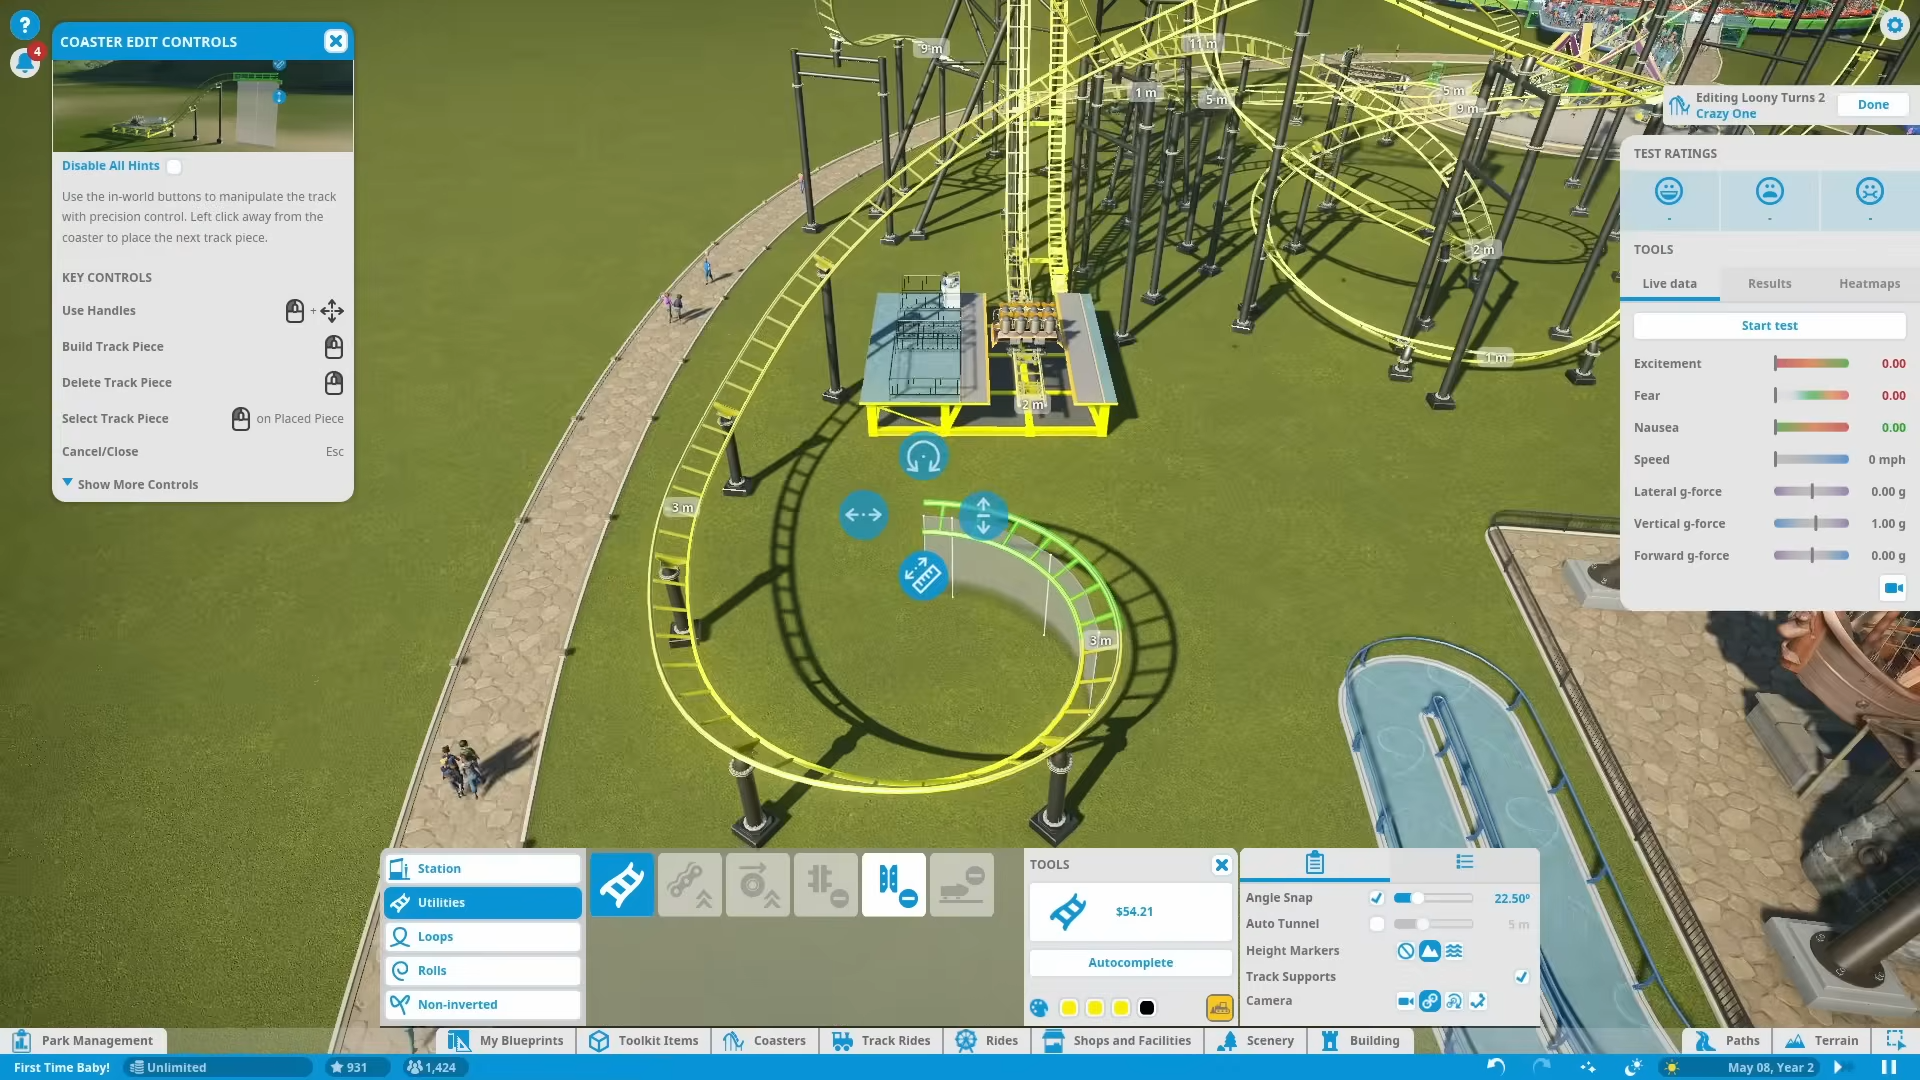 ?
4
COASTER EDIT CONTROLS
Disable All Hints
Use the in-world buttons to manipulate the track
with precision control. Left click away from the
coaster to place the next track piece.
KEY CONTROLS
Use Handles +
Build Track Piece
Delete Track Piece
Select Track Piece on Placed Piece
Cancel/Close Esc
Show More Controls
9 m
11 m
1 m
5 m
5 m
9 m
2 m
2 m
3 m
3 m
Editing Loony Turns 2
Crazy One
Done
TEST RATINGS
- - -
TOOLS
Live data Results Heatmaps
Start test
Excitement 0.00
Fear 0.00
Nausea 0.00
Speed 0 mph
Lateral g-force 0.00 g
Vertical g-force 1.00 g
Forward g-force 0.00 g
Station
Utilities
Loops
Rolls
Non-inverted
TOOLS
$54.21
Autocomplete
Angle Snap 22.50°
Auto Tunnel 5 m
Height Markers
Track Supports
Camera
Park Management
My Blueprints Toolkit Items Coasters Track Rides Rides Shops and Facilities Scenery Building Paths Terrain
First Time Baby! Unlimited 931 1,424 May 08, Year 2